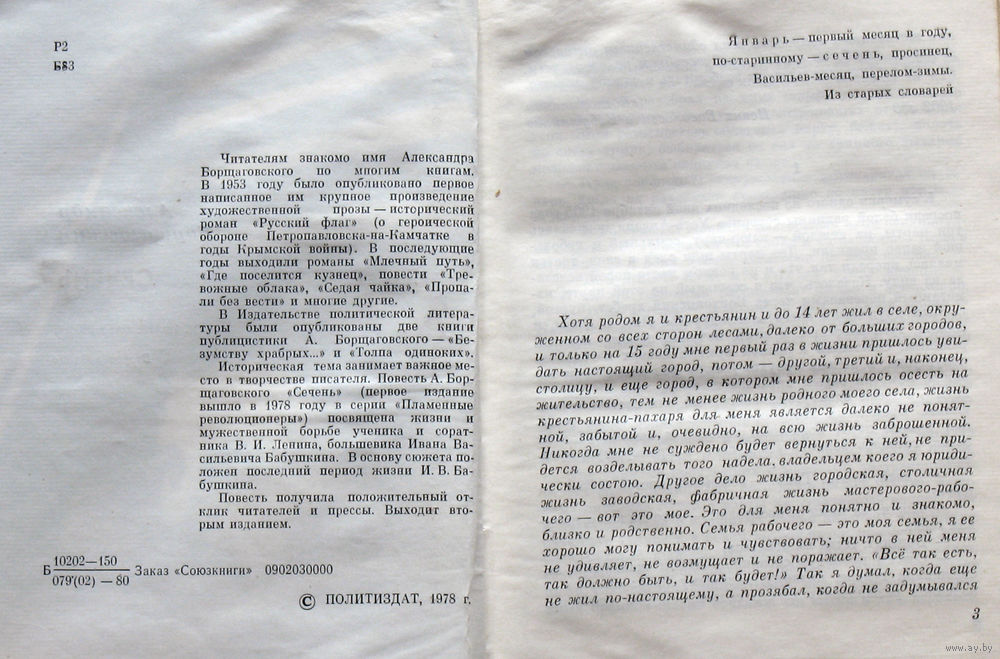 Р2
Б83
Читателям знакомо имя Александра
Борщаговского по многим книгам.
В 1953 году было опубликовано первое
написанное им крупное произведение
художественной прозы — исторический
роман «Русский флаг» (о героической
обороне Петропавловска-на-Камчатке в
годы Крымской войны). В последующие
годы выходили романы «Млечный путь»,
«Где поселится кузнец», повести «Тре-
вожные облака», «Седая чайка», «Пропа-
ли без вести» и многие другие.
В Издательстве политической литера-
туры были опубликованы две книги
публицистики А. Борщаговского — «Бе-
зумству храбрых...» и «Толпа одиноких».
Историческая тема занимает важное ме-
сто в творчестве писателя. Повесть А. Бор-
щаговского «Сечень» (первое издание
вышло в 1978 году в серии «Пламенные
революционеры») посвящена жизни и
мужественной борьбе ученика и сорат-
ника В. И. Ленина, большевика Ивана Ва-
сильевича Бабушкина. В основу сюжета по-
ложен последний период жизни И. В. Ба-
бушкина.
Повесть получила положительный от-
клик читателей и прессы. Выходит вто-
рым изданием.
Б 10202—150
079(02) — 80 Заказ «Союзкниги» 0902030000
© ПОЛИТИЗДАТ, 1978 г.
Январь — первый месяц в году,
по-старинному — сечень, просинец,
Васильев-месяц, перелом-зимы.
Из старых словарей
Хотя родом я и крестьянин и до 14 лет жил в селе, окру-
женном со всех сторон лесами, далеко от больших городов,
и только на 15 году мне первый раз в жизни пришлось уви-
дать настоящий город, потом — другой, третий и, наконец,
столицу, и еще город, в котором мне пришлось осесть на
жительство, тем не менее жизнь родного моего села, жизнь
крестьянина-пахаря для меня является далеко не понят-
ной, забытой и, очевидно, на всю жизнь заброшенной.
Никогда мне не суждено будет вернуться к ней, не при-
дется возделывать того надела. владельцем коего я юриди-
чески состою. Другое дело жизнь городская, столичная
жизнь заводская, фабричная жизнь мастерового-рабо-
чего — вот это мое. Это для меня понятно и знакомо,
близко и родственно. Семья рабочего — это моя семья, я ее
хорошо могу понимать и чувствовать; ничто в ней меня
не удивляет, не возмущает и не поражает. «Всё так есть,
так должно быть, и так будет!» Так я думал, когда еще
не жил по-настоящему, а прозябал, когда не задумывался
3
www.ay.by